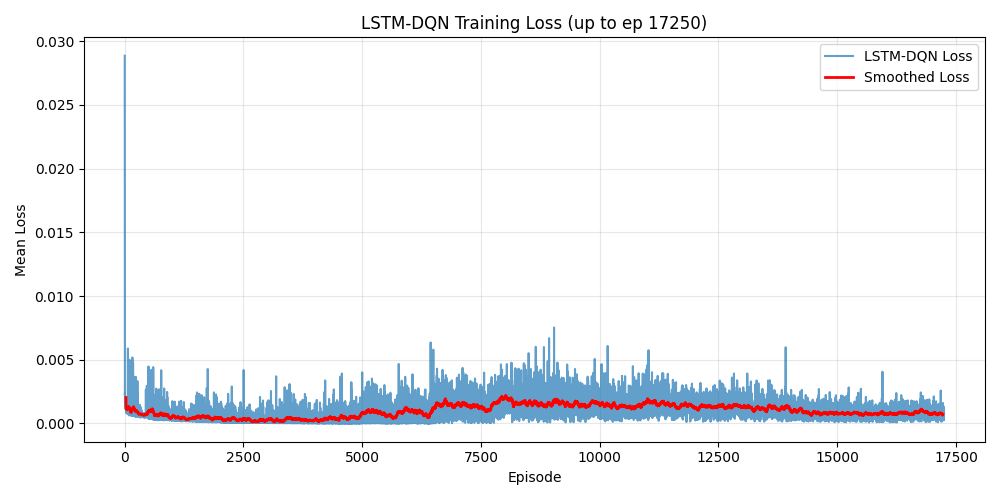 LSTM-DQN Training Loss (up to ep 17250)
0.030
0.025
0.020
0.015
0.010
0.005
0.000
Mean Loss
LSTM-DQN Loss
Smoothed Loss
0 2500 5000 7500 10000 12500 15000 17500
Episode